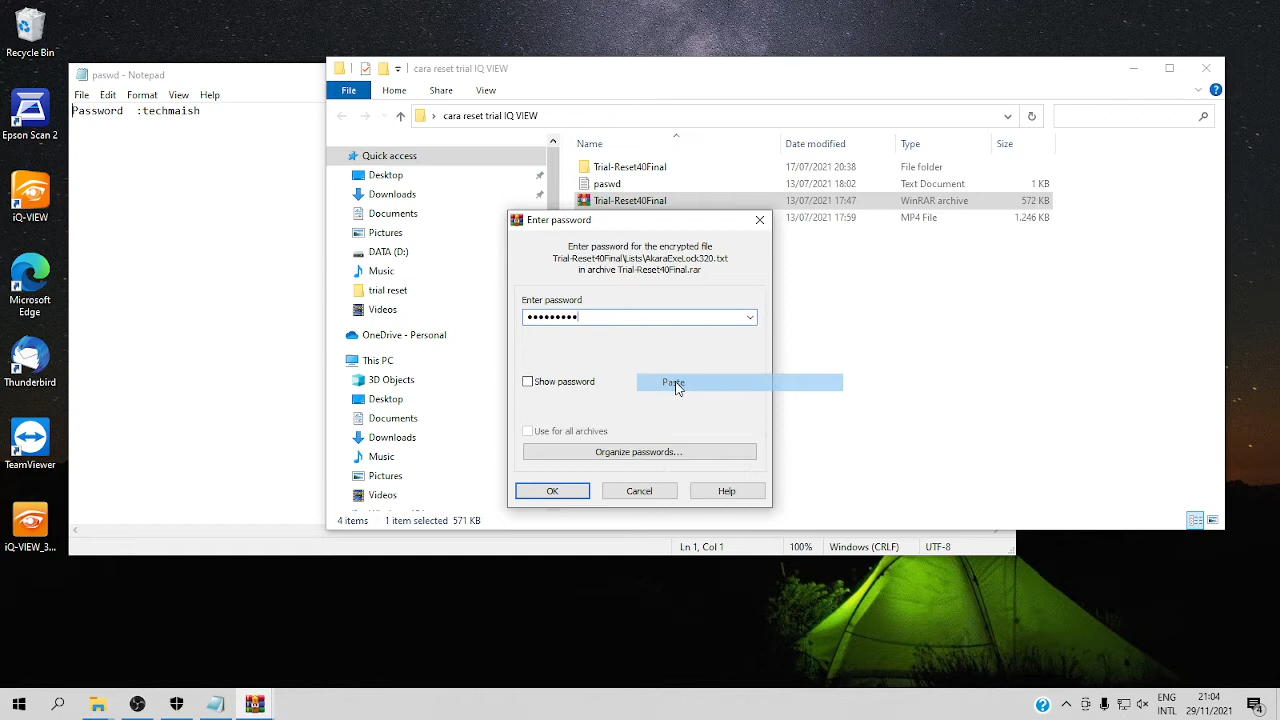 Recycle Bin
Epson Scan 2
iQ-VIEW
Microsoft
Edge
Thunderbird
TeamViewer
iQ-VIEW_3...
paswd - Notepad
File Edit Format View Help
Password :techmaish
Ln 1, Col 1 100% Windows (CRLF) UTF-8
cara reset trial IQ VIEW
File Home Share View
cara reset trial IQ VIEW
Name Date modified Type Size
Trial-Reset40Final 17/07/2021 20:38 File folder
paswd 13/07/2021 18:02 Text Document 1 KB
Trial-Reset40Final 13/07/2021 17:47 WinRAR archive 572 KB
13/07/2021 17:59 MP4 File 1.246 KB
Quick access
Desktop
Downloads
Documents
Pictures
DATA (D:)
Music
trial reset
Videos
OneDrive - Personal
This PC
3D Objects
Desktop
Documents
Downloads
Music
Pictures
Videos
4 items 1 item selected 571 KB
Enter password
Enter password for the encrypted file
Trial-Reset40Final\Lists\AkaraExeLock320.txt
in archive Trial-Reset40Final.rar
Enter password
Show password
Paste
Use for all archives
Organize passwords...
OK Cancel Help
ENG
INTL
21:04
29/11/2021
4